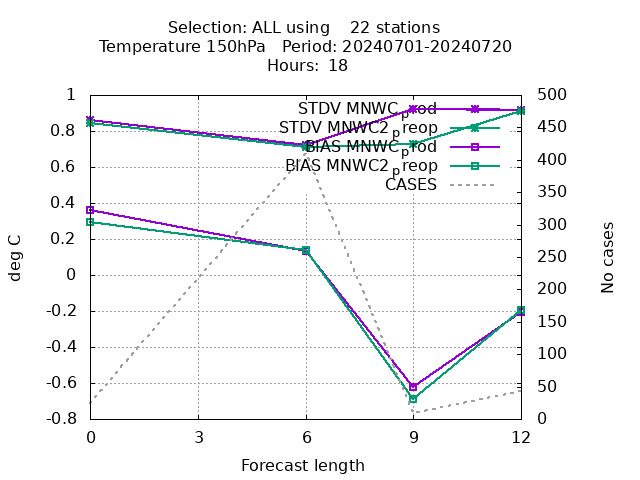 Selection: ALL using 22 stations
Temperature 150hPa Period: 20240701-20240720
Hours: 18
STDV MNWC_prod
STDV MNWC2_preop
BIAS MNWC_prod
BIAS MNWC2_preop
CASES
1
0.8
0.6
0.4
0.2
0
-0.2
-0.4
-0.6
-0.8
deg C
500
450
400
350
300
250
200
150
100
50
0
No cases
0 3 6 9 12
Forecast length